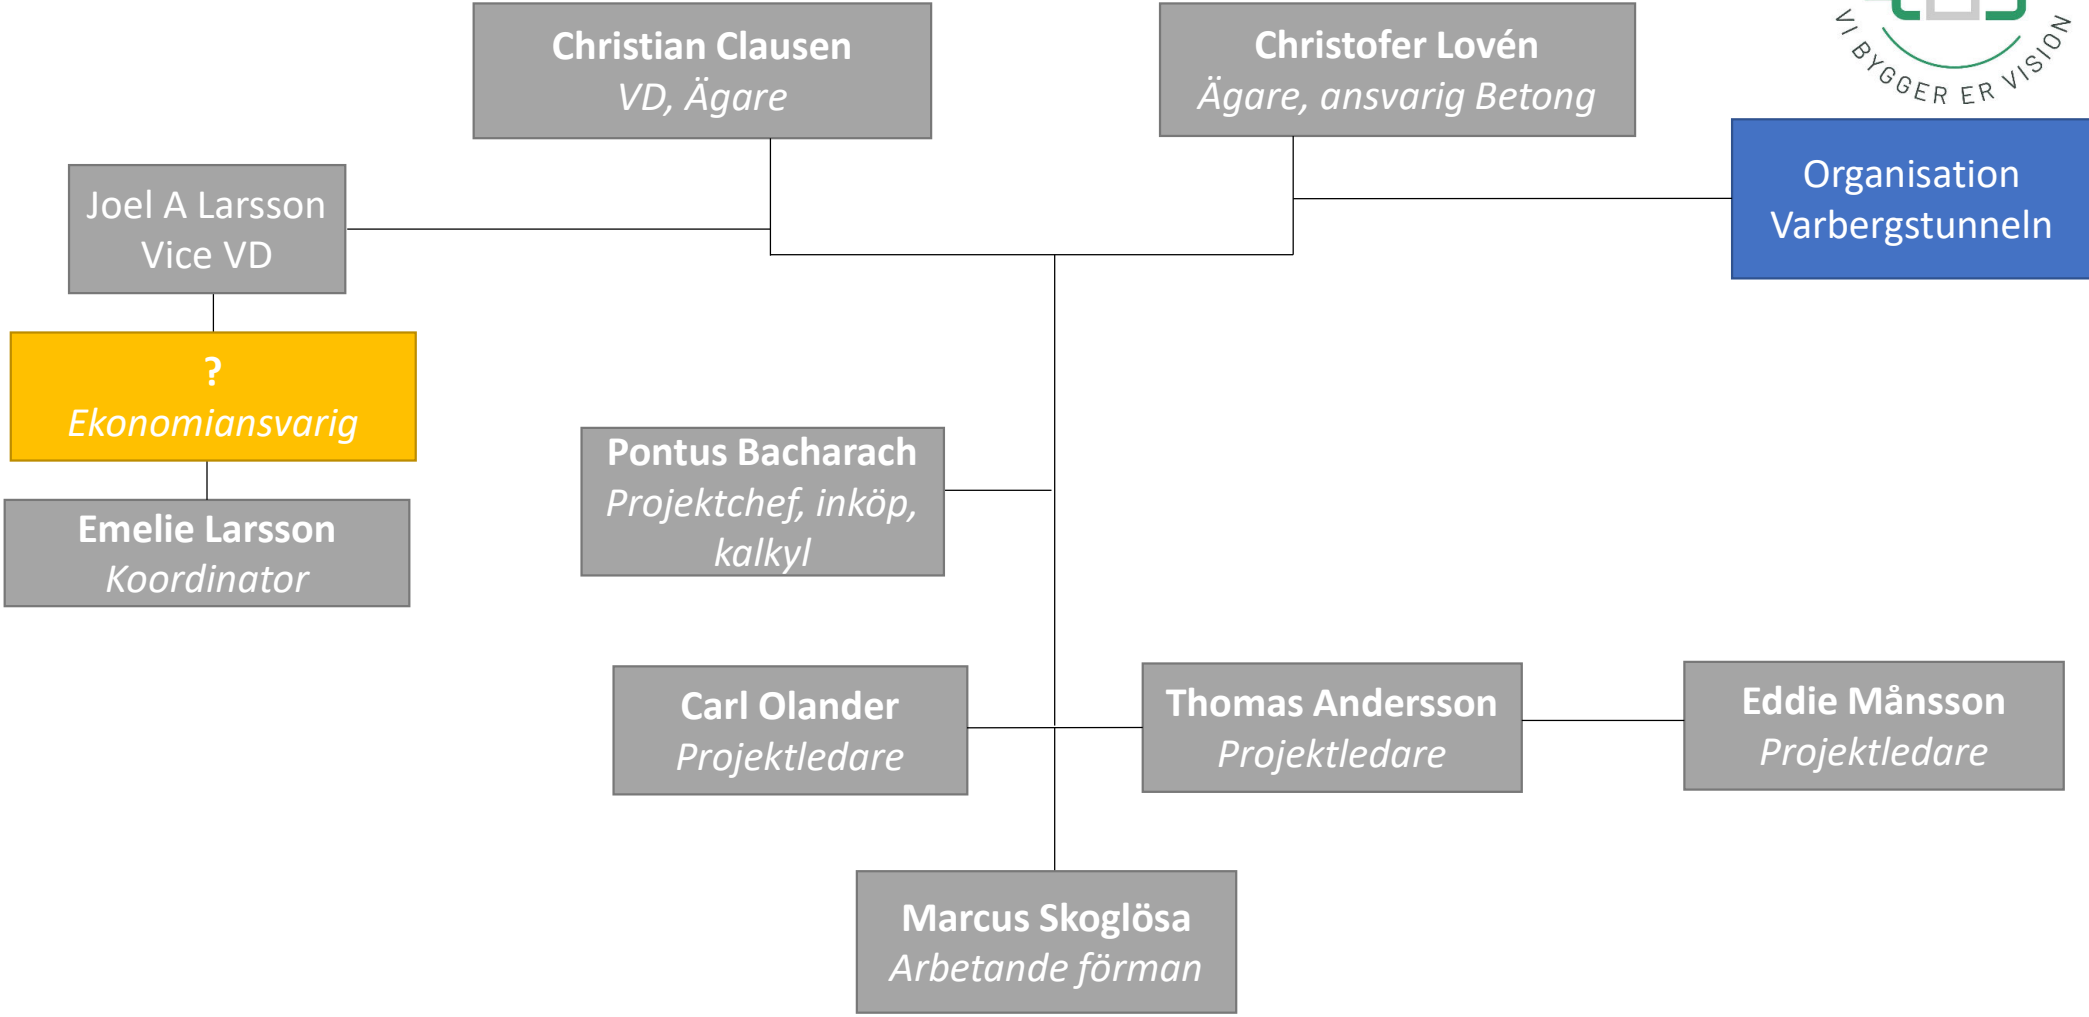 Christian Clausen
VD, Ägare
Christofer Lovén
Ägare, ansvarig Betong
VI BYGGER ER VISION
Joel A Larsson
Vice VD
Organisation
Varbergstunneln
?
Ekonomiansvarig
Pontus Bacharach
Projektchef, inköp,
kalkyl
Emelie Larsson
Koordinator
Carl Olander
Projektledare
Thomas Andersson
Projektledare
Eddie Månsson
Projektledare
Marcus Skoglösa
Arbetande förman